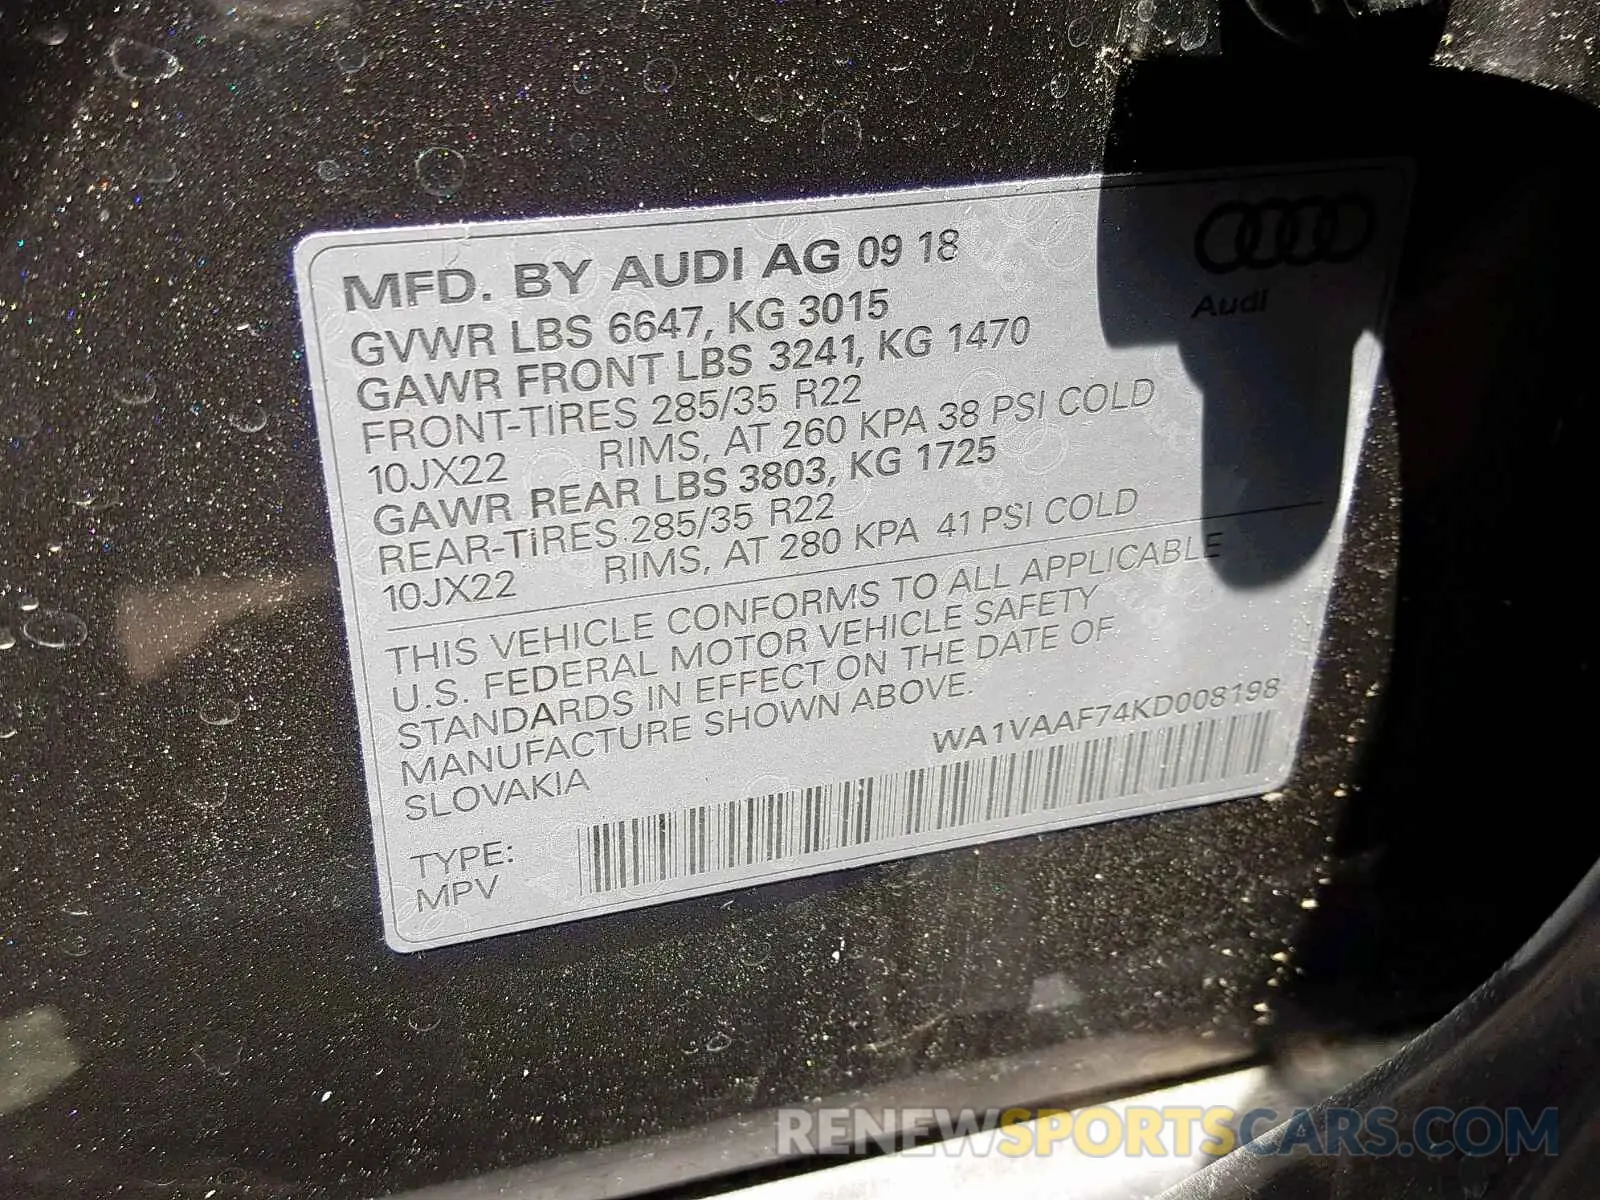 MFD. BY AUDI AG 09 18
Audi
GVWR LBS 6647, KG 3015
GAWR FRONT LBS 3241, KG 1470
FRONT-TIRES 285/35 R22
10JX22 RIMS, AT 260 KPA 38 PSI COLD
GAWR REAR LBS 3803, KG 1725
REAR-TiRES 285/35 R22
10JX22 RIMS, AT 280 KPA 41 PSI COLD
THIS VEHICLE CONFORMS TO ALL APPLICABLE
U.S. FEDERAL MOTOR VEHICLE SAFETY
STANDARDS IN EFFECT ON THE DATE OF
MANUFACTURE SHOWN ABOVE.
SLOVAKIA
WA1VAAF74KD008198
TYPE:
MPV
RENEWSPORTSCARS.COM